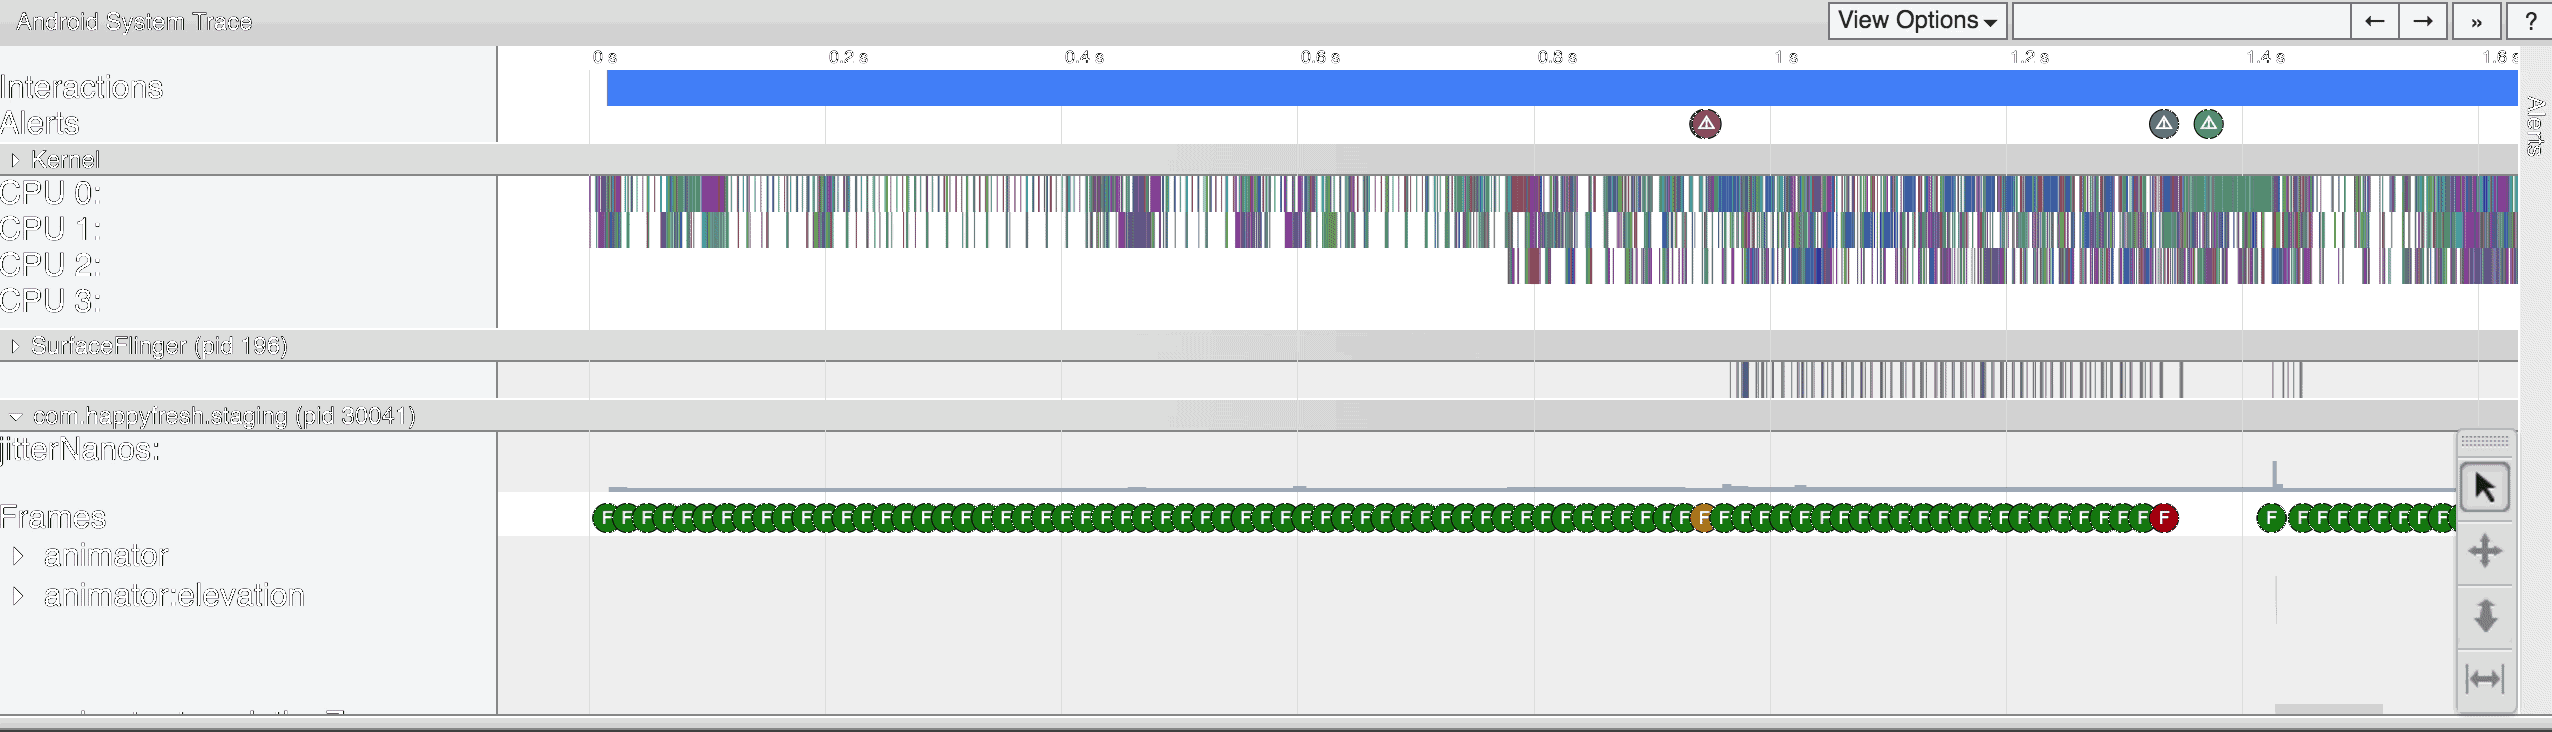 Android System Trace
View Options
←
→
»
?
0 s 0.2 s 0.4 s 0.6 s 0.8 s 1 s 1.2 s 1.4 s 1.6 s
Interactions
Alerts
Alerts
Kernel
CPU 0:
CPU 1:
CPU 2:
CPU 3:
SurfaceFlinger (pid 196)
com.happyfresh.staging (pid 30041)
jitterNanos:
Frames
F F F F F F F F F F F F F F F F F F F F F F F F F F F F F F F F F F F F F F F F F F F F F F F F F F F F F F F F F F F F F F F F F F F F F F F F F F F F F F F F F F F F F F F F
animator
animator:elevation